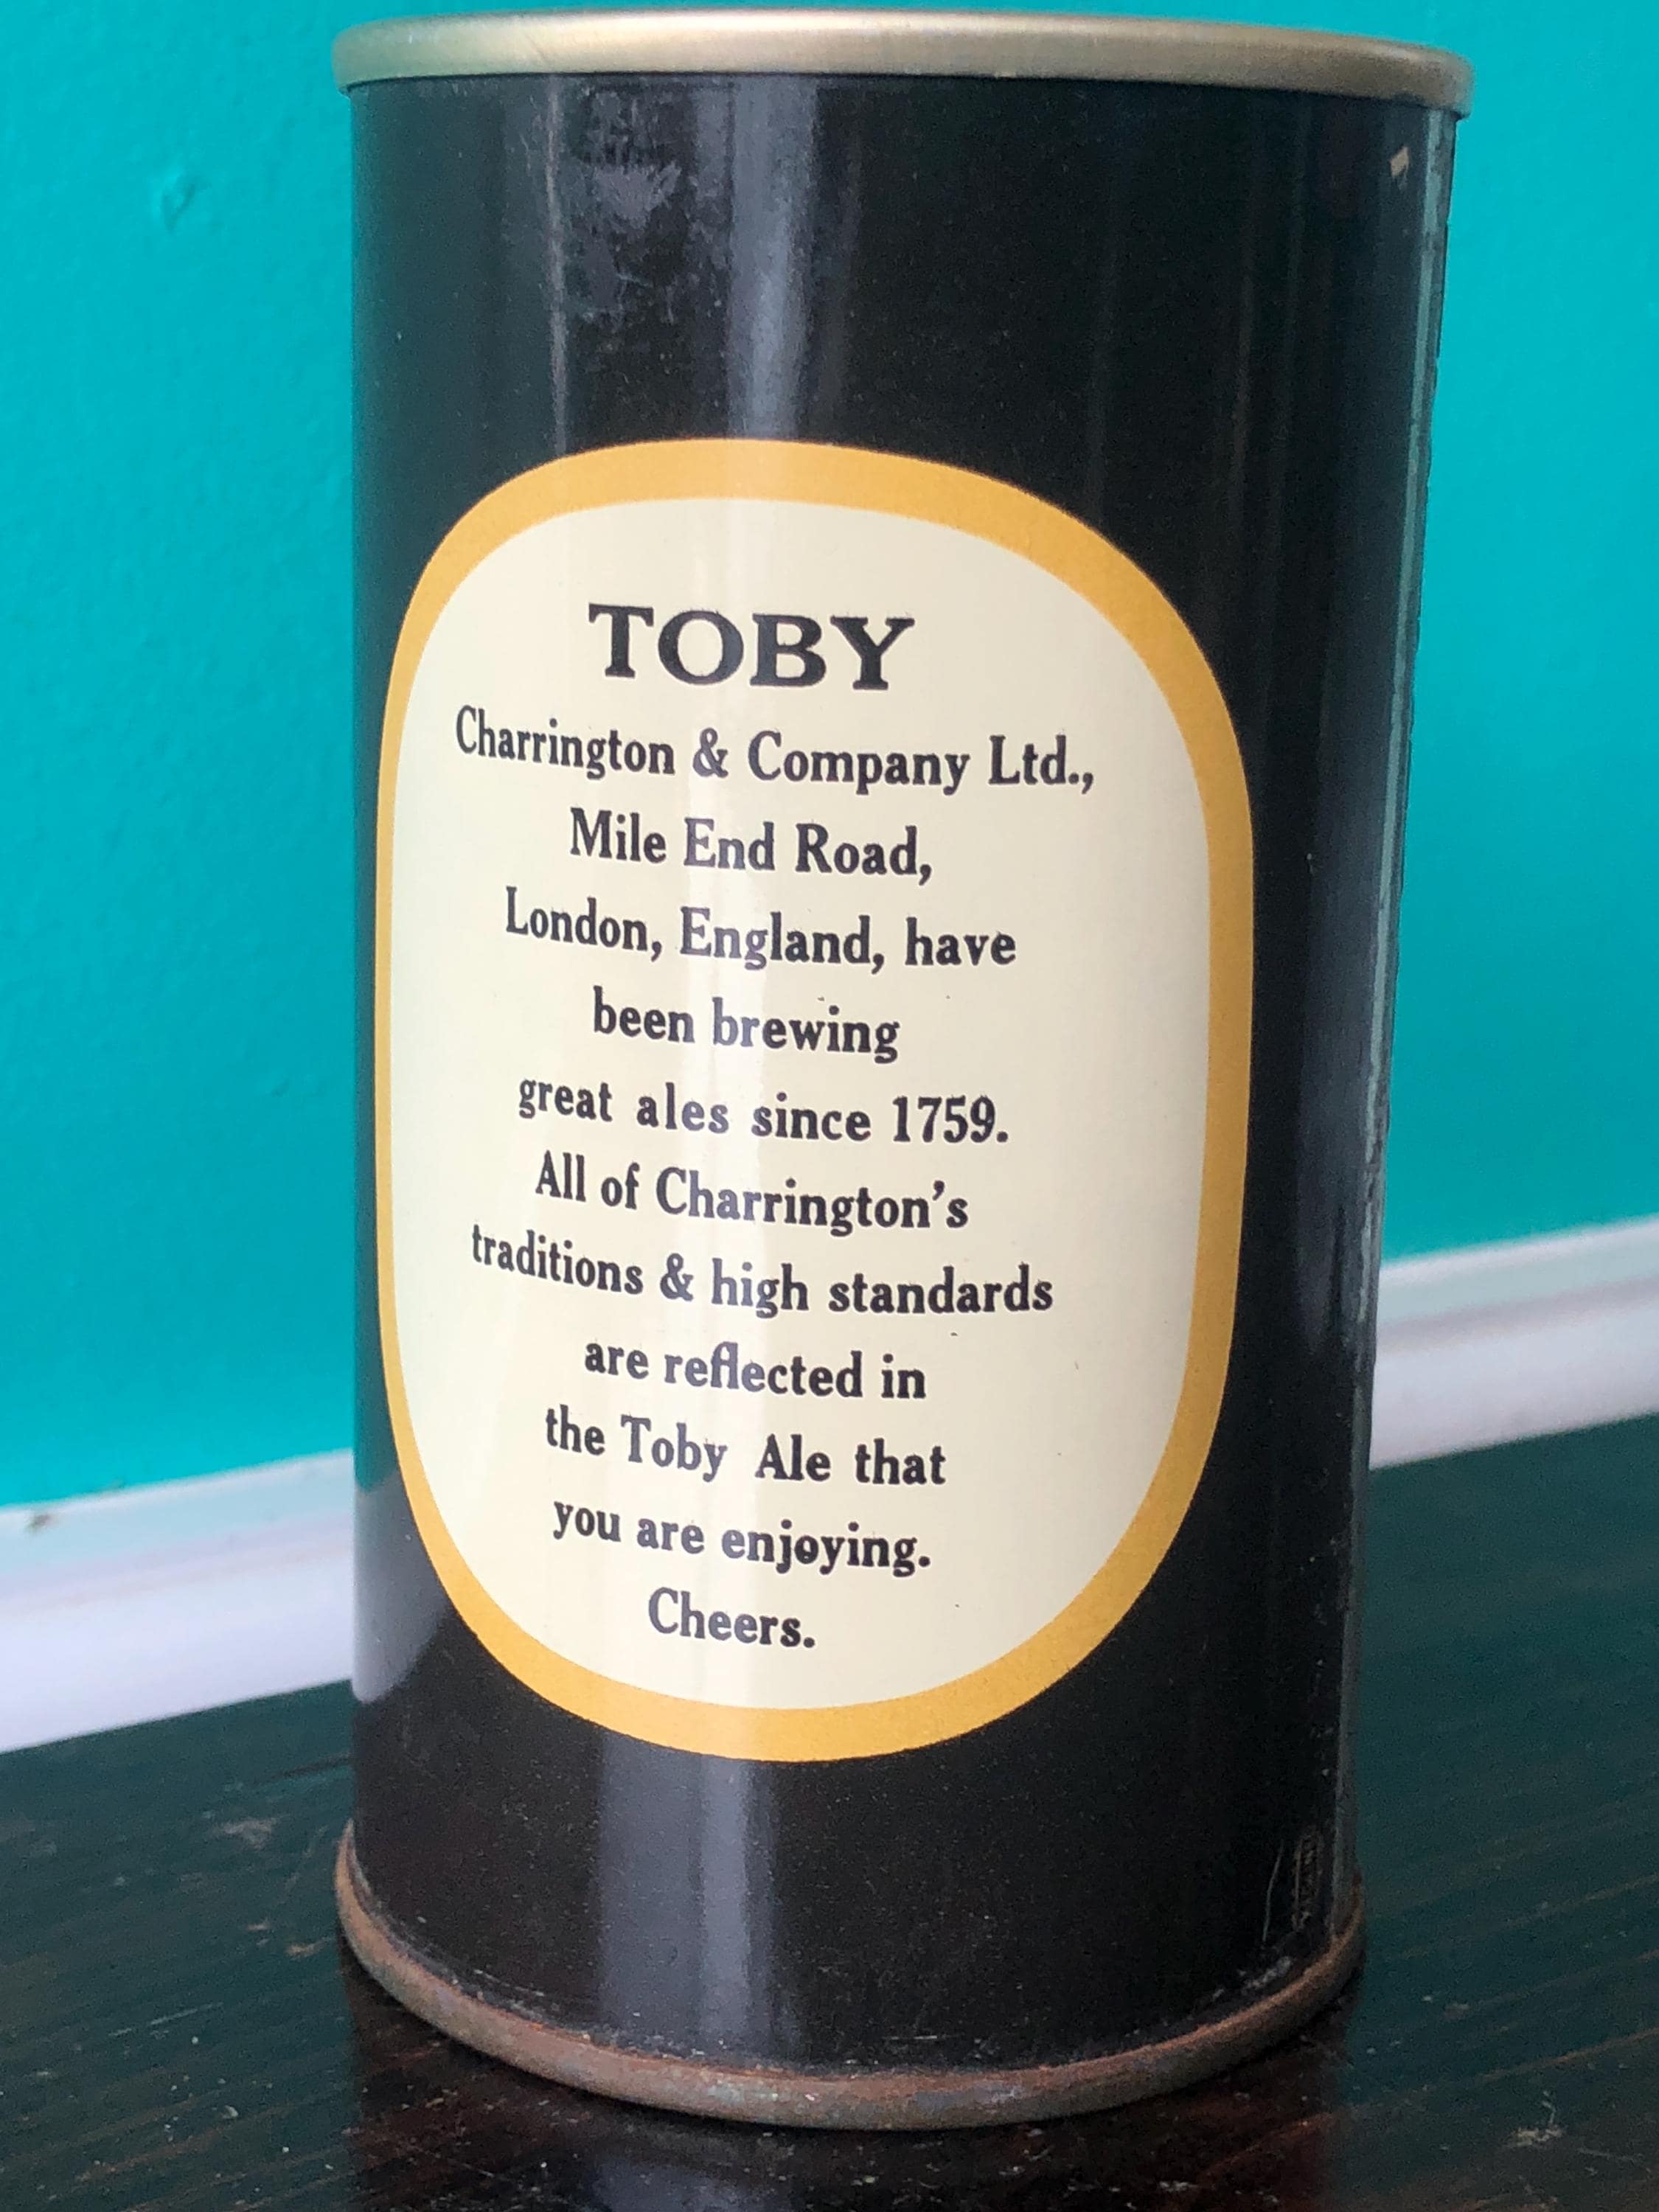 TOBY
Charrington & Company Ltd.,
Mile End Road,
London, England, have
been brewing
great ales since 1759.
All of Charrington's
traditions & high standards
are reflected in
the Toby Ale that
you are enjoying.
Cheers.